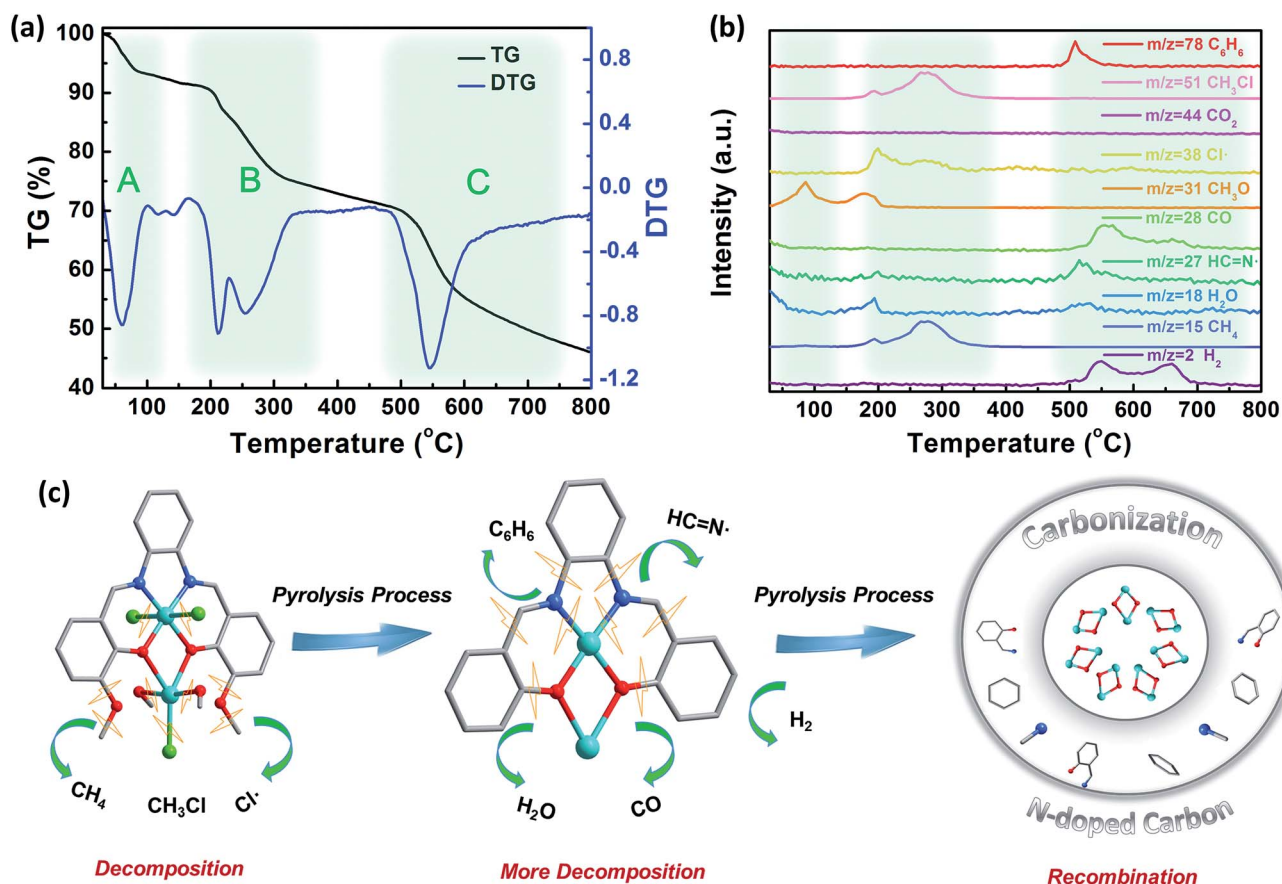 (a)
100
90
80
70
60
50
40
TG (%)
TG
DTG
A
B
C
0.8
0.4
0.0
-0.4
-0.8
-1.2
DTG
100 200 300 400 500 600 700 800
Temperature (°C)
(b)
Intensity (a.u.)
m/z=78 C₆H₆
m/z=51 CH₃Cl
m/z=44 CO₂
m/z=38 Cl·
m/z=31 CH₃O
m/z=28 CO
m/z=27 HC=N·
m/z=18 H₂O
m/z=15 CH₄
m/z=2 H₂
100 200 300 400 500 600 700 800
Temperature (°C)
(c)
CH₄
CH₃Cl
Cl·
Decomposition
Pyrolysis Process
C₆H₆
HC=N·
H₂O
CO
More Decomposition
Pyrolysis Process
H₂
Carbonization
N-doped Carbon
Recombination